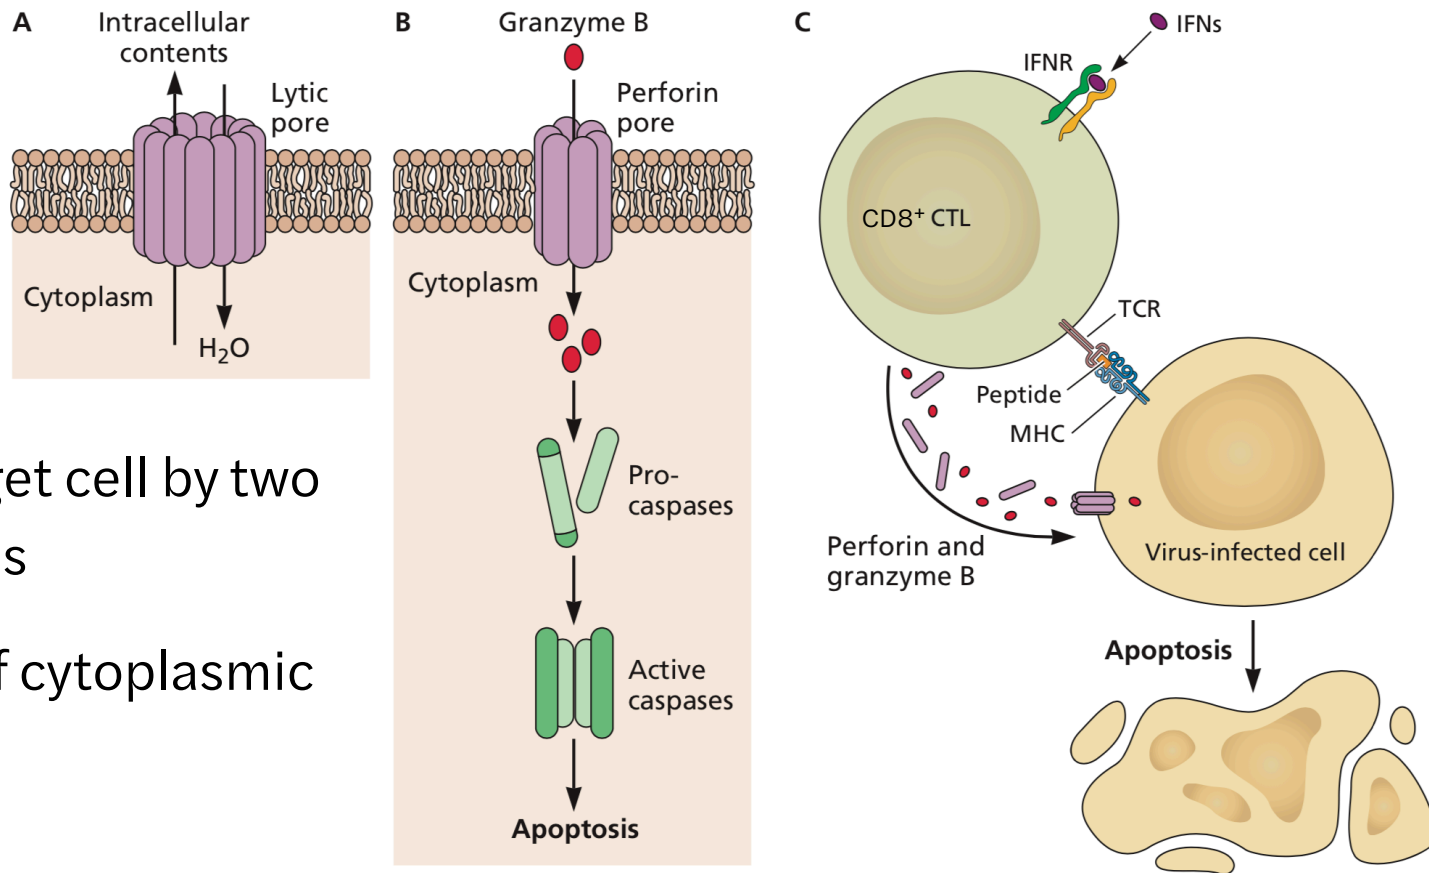 A
Intracellular
contents
Lytic
pore
Cytoplasm
H₂O
get cell by two
s
f cytoplasmic
B
Granzyme B
Perforin
pore
Cytoplasm
Pro-
caspases
Active
caspases
Apoptosis
C
IFNs
IFNR
CD8⁺ CTL
TCR
Peptide
MHC
Perforin and
granzyme B
Virus-infected cell
Apoptosis